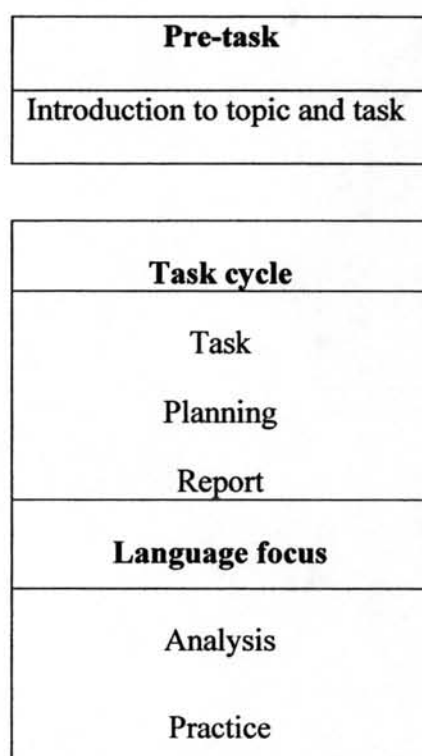 Pre-task
Introduction to topic and task
Task cycle
Task
Planning
Report
Language focus
Analysis
Practice